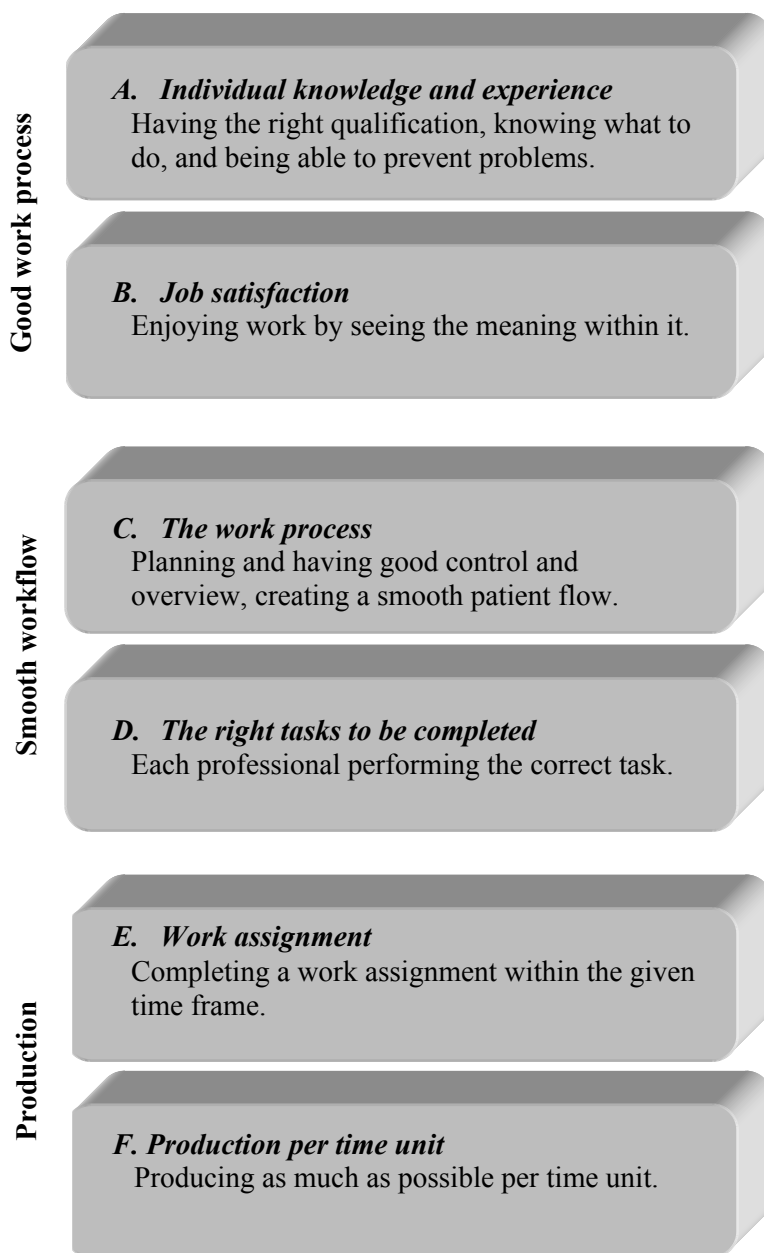 Good work process
A. Individual knowledge and experience
Having the right qualification, knowing what to
do, and being able to prevent problems.
B. Job satisfaction
Enjoying work by seeing the meaning within it.
Smooth workflow
C. The work process
Planning and having good control and
overview, creating a smooth patient flow.
D. The right tasks to be completed
Each professional performing the correct task.
Production
E. Work assignment
Completing a work assignment within the given
time frame.
F. Production per time unit
Producing as much as possible per time unit.